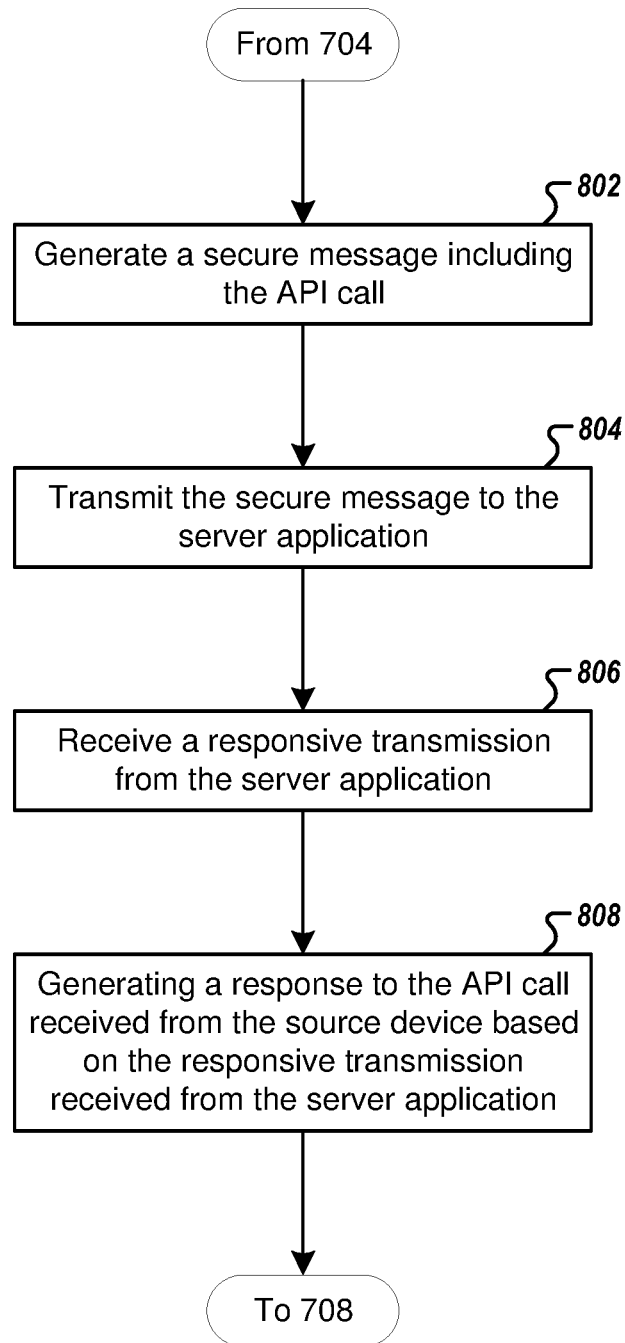 From 704
802
Generate a secure message including
the API call
804
Transmit the secure message to the
server application
806
Receive a responsive transmission
from the server application
808
Generating a response to the API call
received from the source device based
on the responsive transmission
received from the server application
To 708